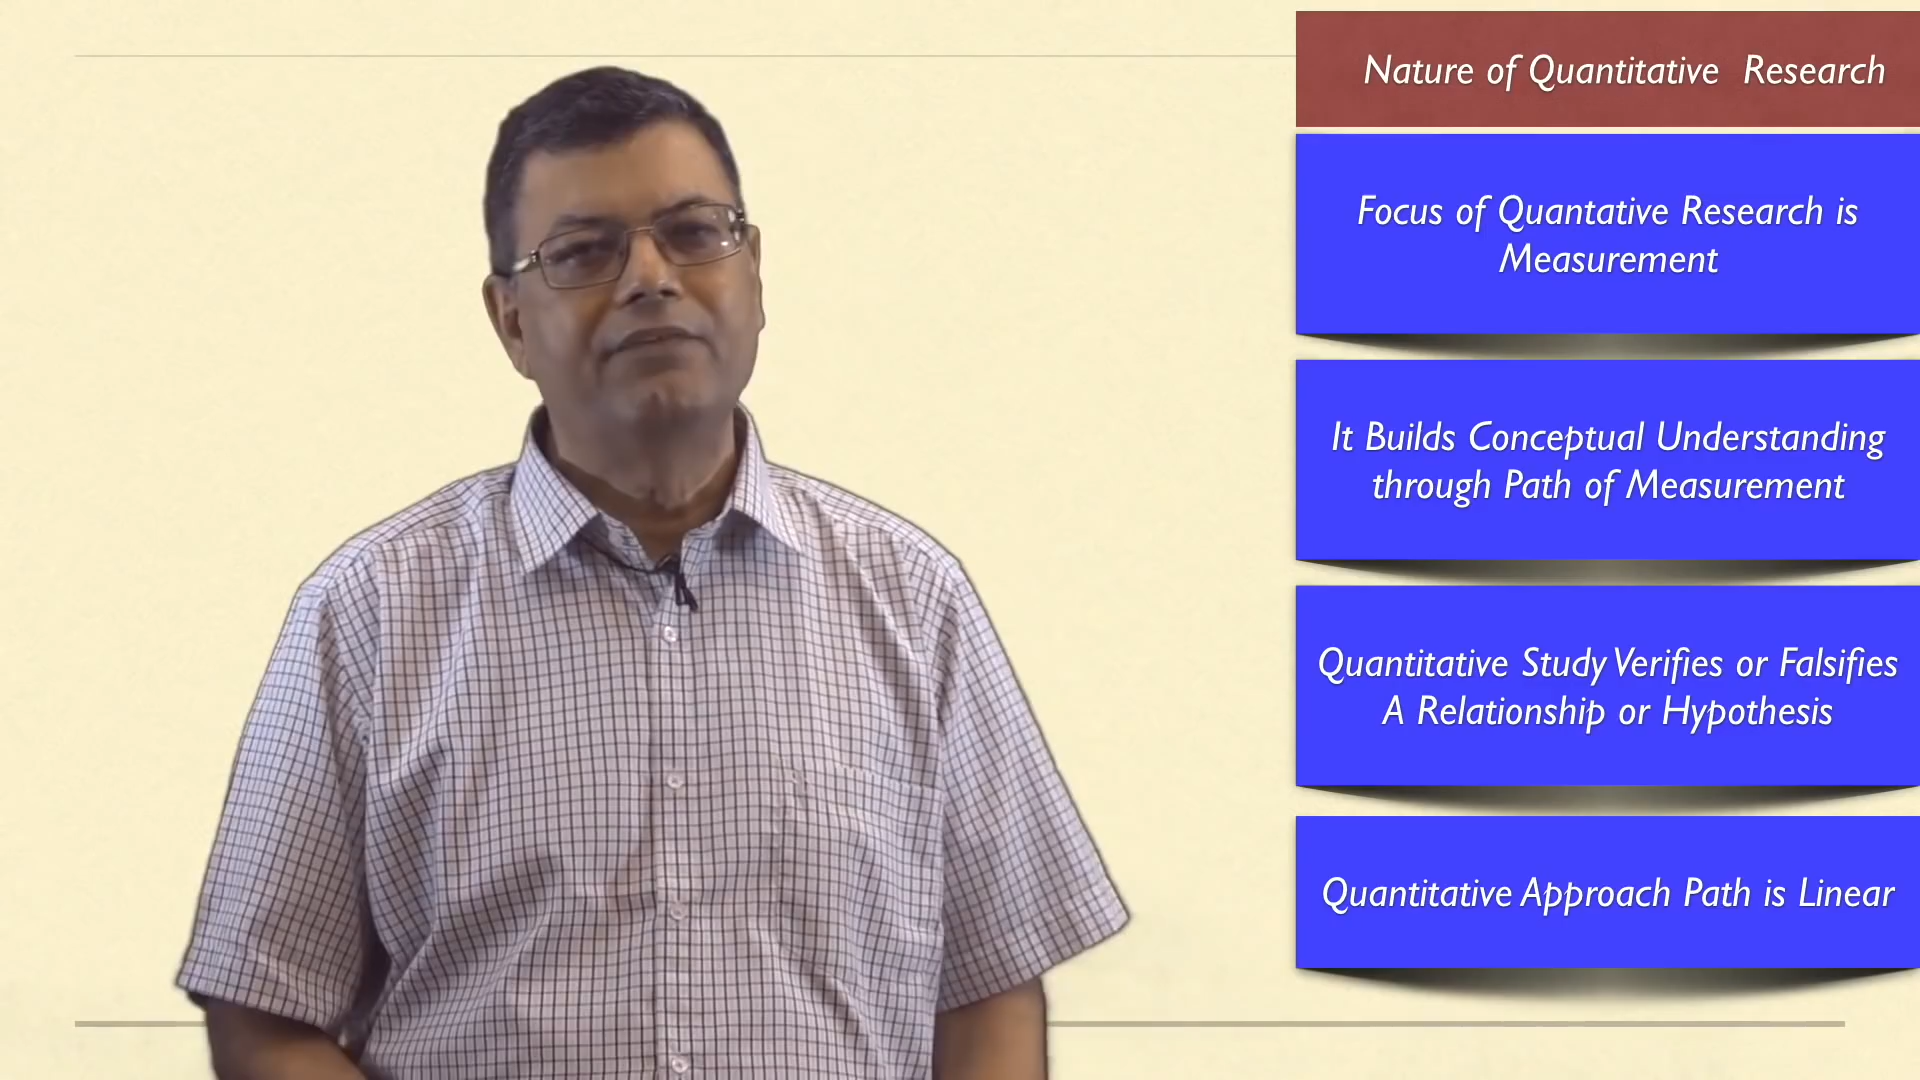 Nature of Quantitative Research
Focus of Quantative Research is
Measurement
It Builds Conceptual Understanding
through Path of Measurement
Quantitative Study Verifies or Falsifies
A Relationship or Hypothesis
Quantitative Approach Path is Linear